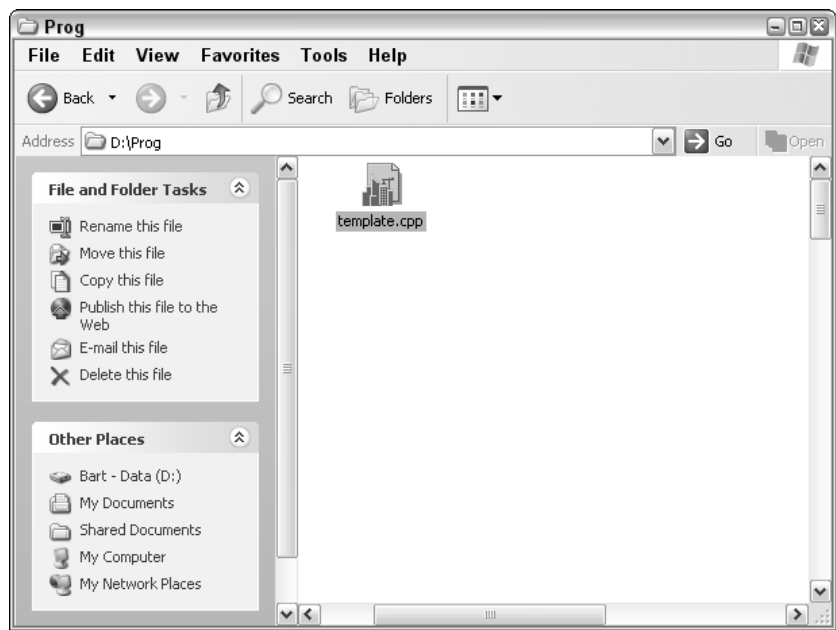 Prog
File Edit View Favorites Tools Help
Back Search Folders
Address D:\Prog Go Open
File and Folder Tasks
Rename this file
Move this file
Copy this file
Publish this file to the
Web
E-mail this file
Delete this file
Other Places
Bart - Data (D:)
My Documents
Shared Documents
My Computer
My Network Places
template.cpp